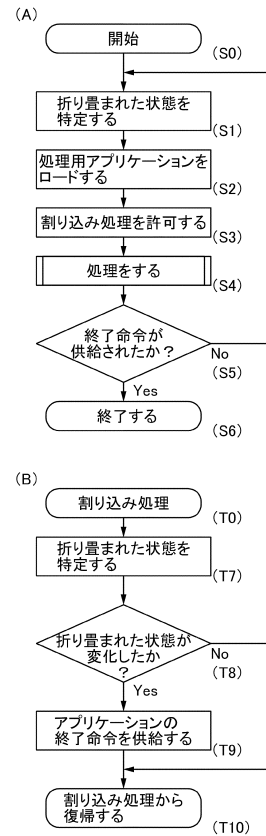 (A)
開始
(S0)
折り畳まれた状態を
特定する
(S1)
処理用アプリケーションを
ロードする
(S2)
割り込み処理を許可する
(S3)
処理をする
(S4)
終了命令が
供給されたか？
No
(S5)
Yes
終了する
(S6)
(B)
割り込み処理
(T0)
折り畳まれた状態を
特定する
(T7)
折り畳まれた状態が
変化したか
？
No
(T8)
Yes
アプリケーションの
終了命令を供給する
(T9)
割り込み処理から
復帰する
(T10)